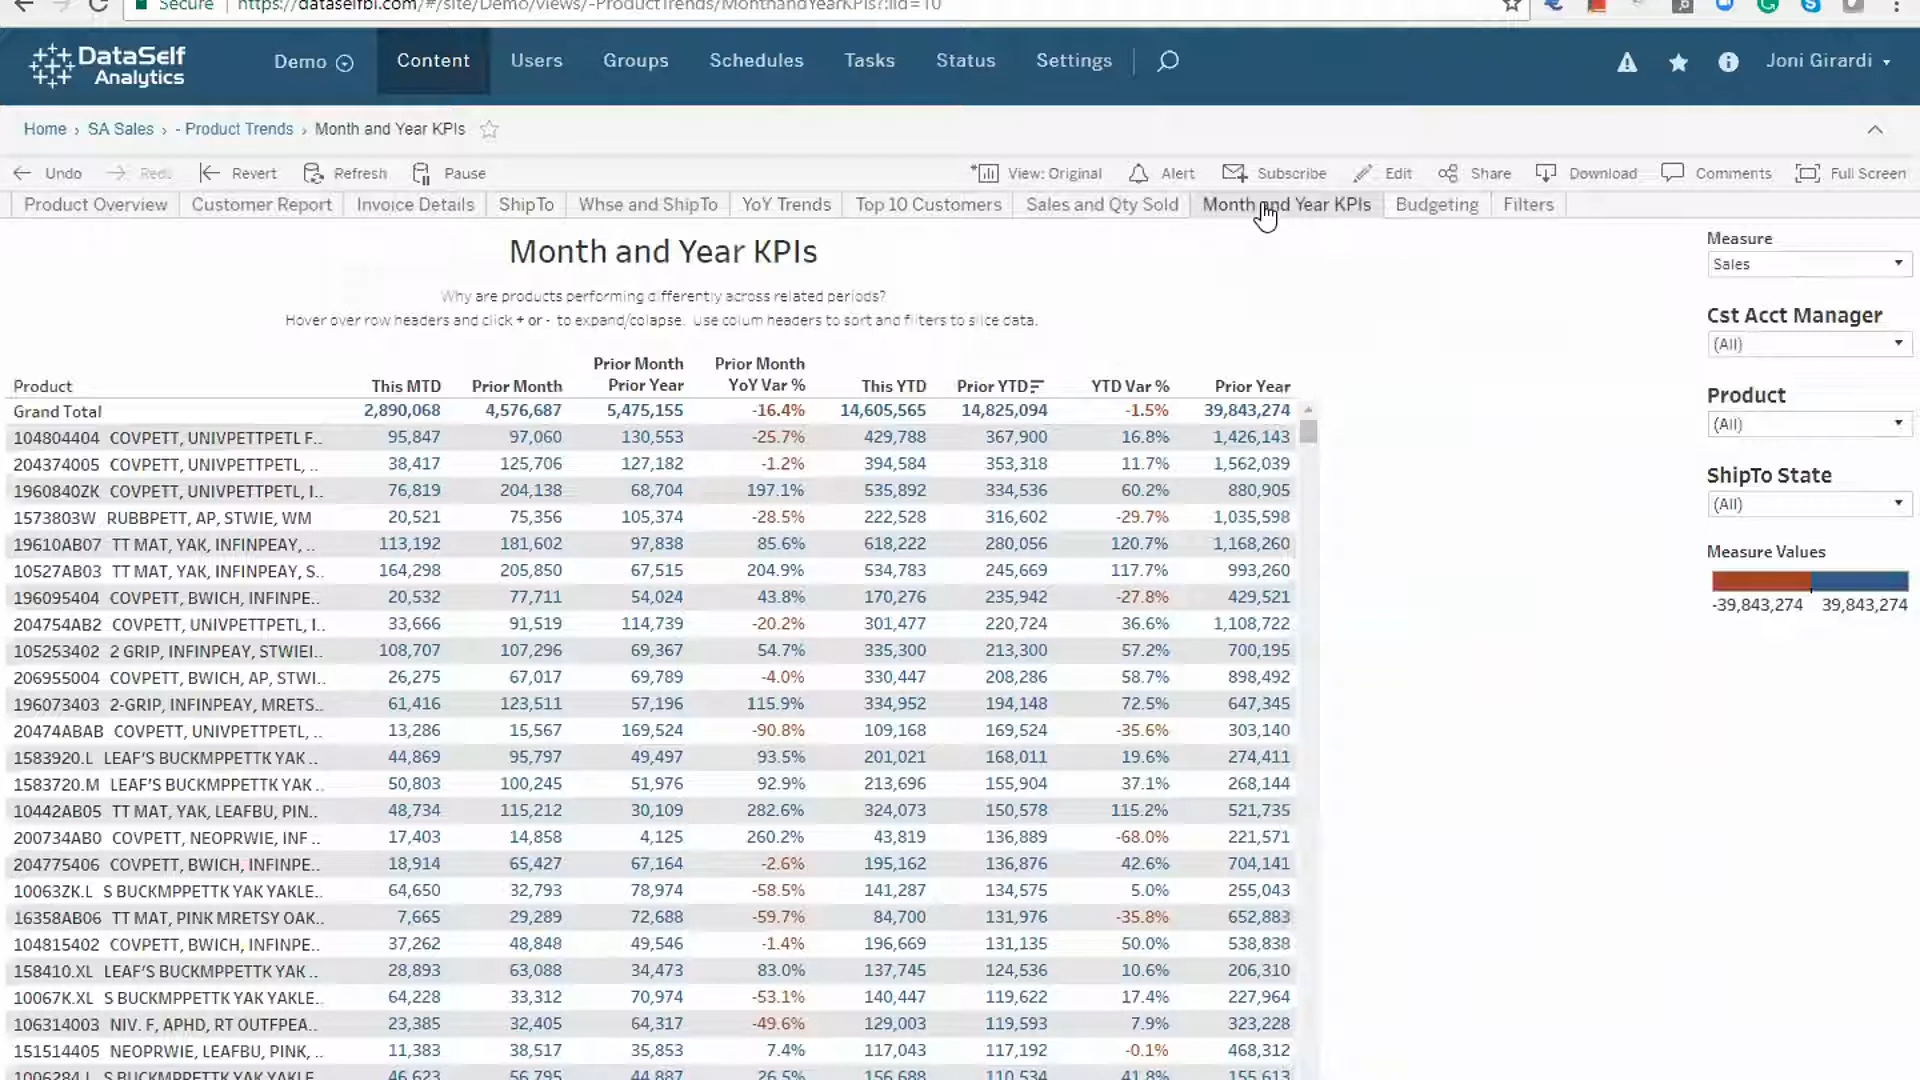 Secure https://dataselfbi.com/#/site/Demo/views/-ProductTrends/MonthandYearKPIs?:iid=10
DataSelf Analytics
Demo Content Users Groups Schedules Tasks Status Settings Joni Girardi
Home › SA Sales › - Product Trends › Month and Year KPIs
Undo Redo Revert Refresh Pause View: Original Alert Subscribe Edit Share Download Comments Full Screen
Product Overview Customer Report Invoice Details ShipTo Whse and ShipTo YoY Trends Top 10 Customers Sales and Qty Sold Month and Year KPIs Budgeting Filters
Month and Year KPIs
Why are products performing differently across related periods?
Hover over row headers and click + or - to expand/colapse. Use colum headers to sort and filters to slice data.
Product This MTD Prior Month Prior Month Prior Year Prior Month YoY Var % This YTD Prior YTD YTD Var % Prior Year
Grand Total 2,890,068 4,576,687 5,475,155 -16.4% 14,605,565 14,825,094 -1.5% 39,843,274
104804404 COVPETT, UNIVPETTPETL F.. 95,847 97,060 130,553 -25.7% 429,788 367,900 16.8% 1,426,143
204374005 COVPETT, UNIVPETTPETL, .. 38,417 125,706 127,182 -1.2% 394,584 353,318 11.7% 1,562,039
1960840ZK COVPETT, UNIVPETTPETL, I.. 76,819 204,138 68,704 197.1% 535,892 334,536 60.2% 880,905
1573803W RUBBPETT, AP, STWIE, WM 20,521 75,356 105,374 -28.5% 222,528 316,602 -29.7% 1,035,598
19610AB07 TT MAT, YAK, INFINPEAY, .. 113,192 181,602 97,838 85.6% 618,222 280,056 120.7% 1,168,260
10527AB03 TT MAT, YAK, INFINPEAY, S.. 164,298 205,850 67,515 204.9% 534,783 245,669 117.7% 993,260
196095404 COVPETT, BWICH, INFINPE.. 20,532 77,711 54,024 43.8% 170,276 235,942 -27.8% 429,521
204754AB2 COVPETT, UNIVPETTPETL, I.. 33,666 91,519 114,739 -20.2% 301,477 220,724 36.6% 1,108,722
105253402 2 GRIP, INFINPEAY, STWIEI.. 108,707 107,296 69,367 54.7% 335,300 213,300 57.2% 700,195
206955004 COVPETT, BWICH, AP, STWI.. 26,275 67,017 69,789 -4.0% 330,447 208,286 58.7% 898,492
196073403 2-GRIP, INFINPEAY, MRETS.. 61,416 123,511 57,196 115.9% 334,952 194,148 72.5% 647,345
20474ABAB COVPETT, UNIVPETTPETL, .. 13,286 15,567 169,524 -90.8% 109,168 169,524 -35.6% 303,140
1583920.L LEAF'S BUCKMPPETTK YAK .. 44,869 95,797 49,497 93.5% 201,021 168,011 19.6% 274,411
1583720.M LEAF'S BUCKMPPETTK YAK .. 50,803 100,245 51,976 92.9% 213,696 155,904 37.1% 268,144
10442AB05 TT MAT, YAK, LEAFBU, PIN.. 48,734 115,212 30,109 282.6% 324,073 150,578 115.2% 521,735
200734AB0 COVPETT, NEOPRWIE, INF .. 17,403 14,858 4,125 260.2% 43,819 136,889 -68.0% 221,571
204775406 COVPETT, BWICH, INFINPE.. 18,914 65,427 67,164 -2.6% 195,162 136,876 42.6% 704,141
10063ZK.L S BUCKMPPETTK YAK YAKLE.. 64,650 32,793 78,974 -58.5% 141,287 134,575 5.0% 255,043
16358AB06 TT MAT, PINK MRETSY OAK.. 7,665 29,289 72,688 -59.7% 84,700 131,976 -35.8% 652,883
104815402 COVPETT, BWICH, INFINPE.. 37,262 48,848 49,546 -1.4% 196,669 131,135 50.0% 538,838
158410.XL LEAF'S BUCKMPPETTK YAK .. 28,893 63,088 34,473 83.0% 137,745 124,536 10.6% 206,310
10067K.XL S BUCKMPPETTK YAK YAKLE.. 64,228 33,312 70,974 -53.1% 140,447 119,622 17.4% 227,964
106314003 NIV. F, APHD, RT OUTFPEA.. 23,385 32,405 64,317 -49.6% 129,003 119,593 7.9% 323,228
151514405 NEOPRWIE, LEAFBU, PINK, .. 11,383 38,517 35,853 7.4% 117,043 117,192 -0.1% 468,312
1006284.L S BUCKMPPETTK YAK YAKLE.. 46,623 56,795 44,887 26.5% 156,688 110,534 41.8% 155,613
Measure
Sales
Cst Acct Manager
(All)
Product
(All)
ShipTo State
(All)
Measure Values
-39,843,274 39,843,274